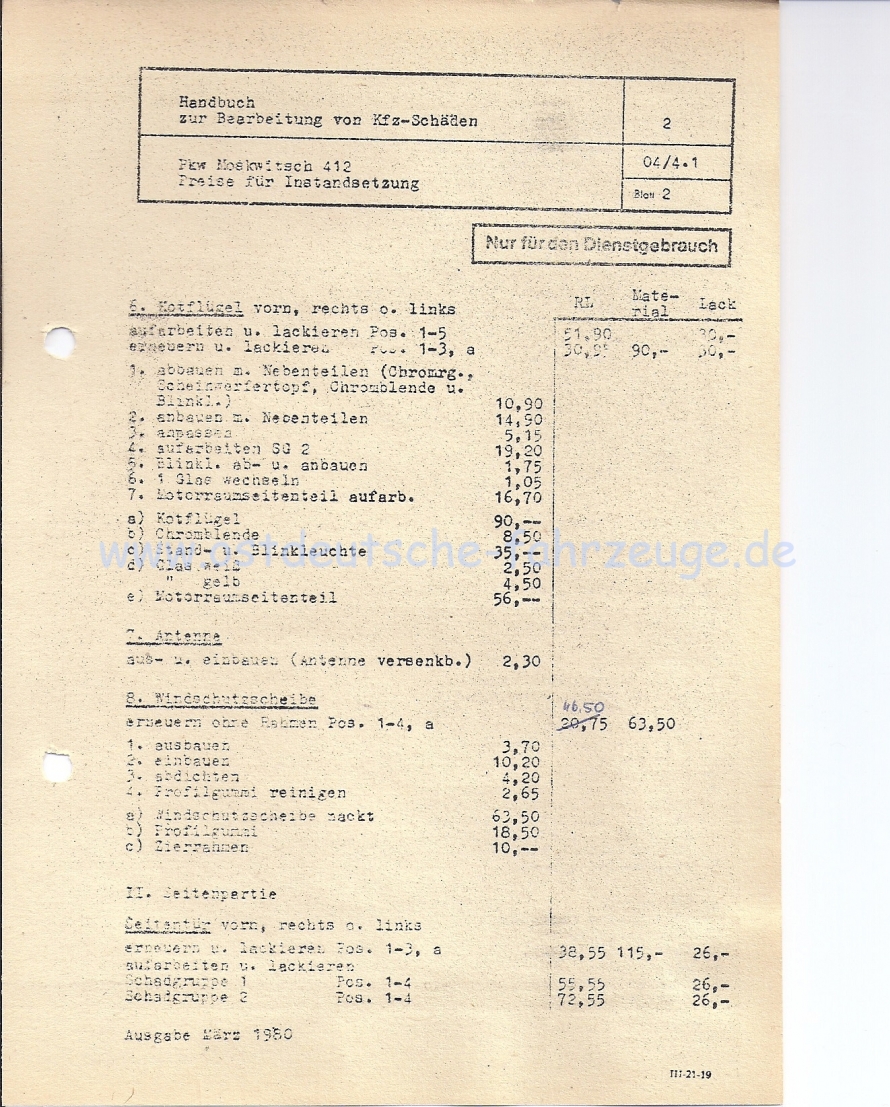 Handbuch
zur Bearbeitung von Kfz-Schäden
2
Pkw Moskwitsch 412
Preise für Instandsetzung
04/4.1
Blatt 2
Nur für den Dienstgebrauch
RL Mate-rial Lack
6. Kotflügel vorn, rechts o. links
aufarbeiten u. lackieren Pos. 1-5 51,90 30,-
erneuern u. lackieren Pos. 1-3, a 30,95 90,- 30,-
1. abbauen m. Nebenteilen (Chromrg.,
Scheinwerfertopf, Chromblende u.
Blinkl.) 10,90
2. anbauen m. Nebenteilen 14,90
3. anpassen 5,15
4. aufarbeiten SG 2 19,20
5. Blinkl. ab- u. anbauen 1,75
6. 1 Glas wechseln 1,05
7. Motorraumseitenteil aufarb. 16,70
a) Kotflügel 90,--
b) Chromblende 8,50
c) Stand- u. Blinkleuchte 35,--
d) Glas weiß 2,50
" gelb 4,50
e) Motorraumseitenteil 56,--
www.ostdeutsche-fahrzeuge.de
7. Antenne
aus- u. einbauen (Antenne versenkb.) 2,30
8. Windschutzscheibe
46,50
erneuern ohne Rahmen Pos. 1-4, a 30,75 63,50
1. ausbauen 3,70
2. einbauen 10,20
3. abdichten 4,20
4. Profilgummi reinigen 2,65
a) Windschutzscheibe nackt 63,50
b) Profilgummi 18,50
c) Zierrahmen 10,--
II. Seitenpartie
Seitentür vorn, rechts o. links
erneuern u. lackieren Pos. 1-3, a 38,55 115,- 26,-
aufarbeiten u. lackieren
Schadgruppe 1 Pos. 1-4 55,55 26,-
Schadgruppe 2 Pos. 1-4 72,55 26,-
Ausgabe März 1980
III-21-19